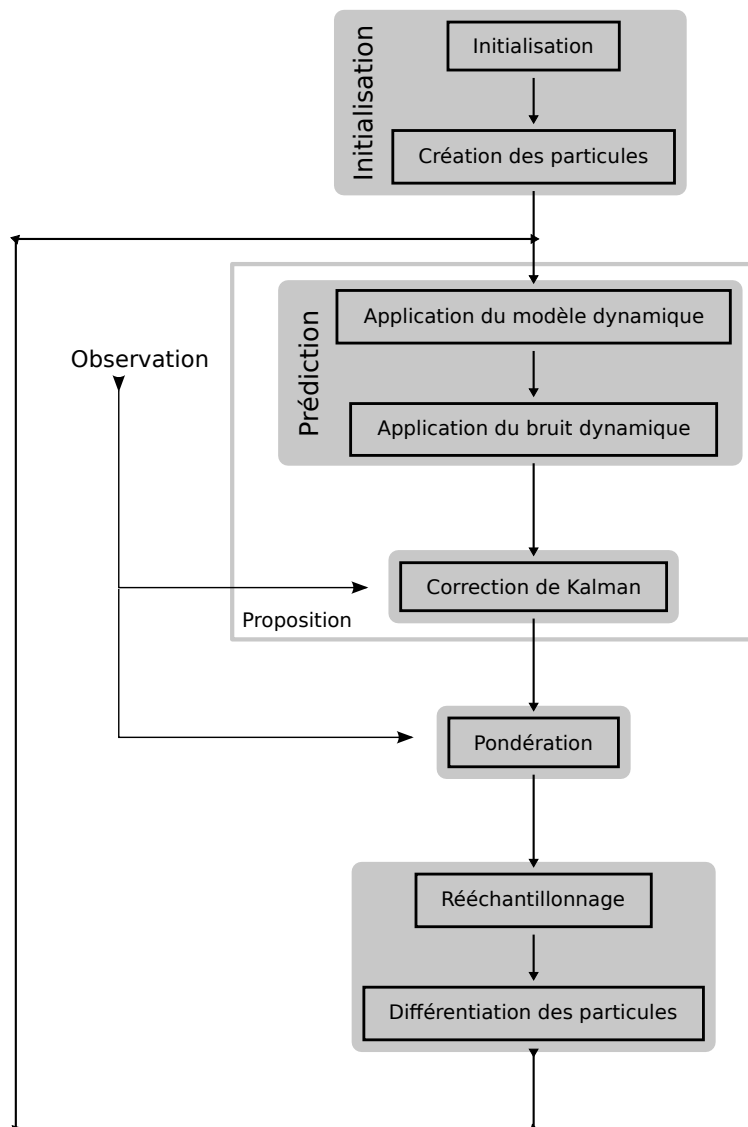 Initialisation
Initialisation
Création des particules
Prédiction
Application du modèle dynamique
Observation
Application du bruit dynamique
Correction de Kalman
Proposition
Pondération
Rééchantillonnage
Différentiation des particules